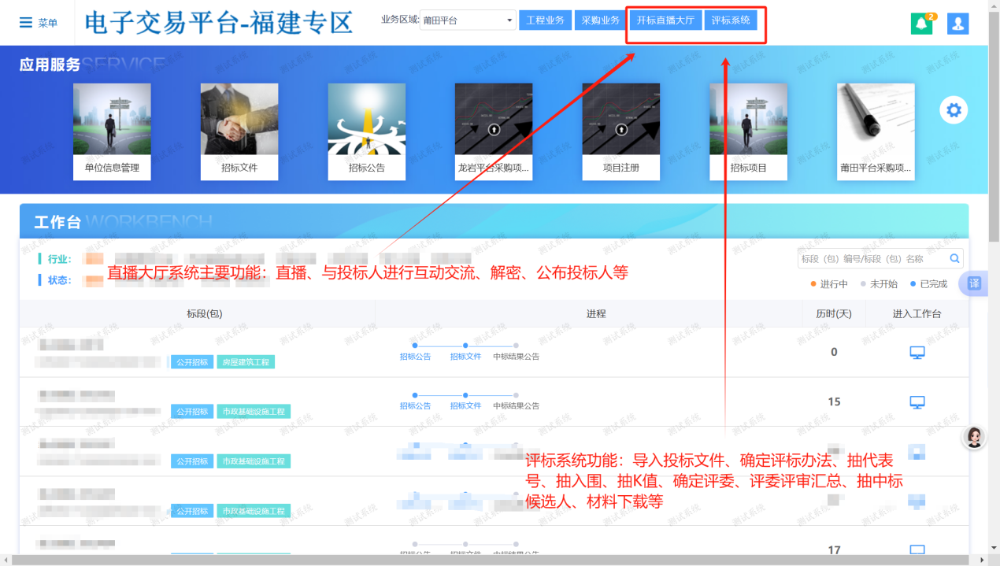 菜单
电子交易平台-福建专区
业务区域:
莆田平台
工程业务
采购业务
开标直播大厅
评标系统
2
应用服务SERVICE
单位信息管理
招标文件
招标公告
龙岩平台采购项...
项目注册
招标项目
莆田平台采购项...
工作台 WORKBENCH
行业:
标段（包）编号/标段（包）名称
直播大厅系统主要功能：直播、与投标人进行互动交流、解密、公布投标人等
状态:
进行中
未开始
已完成
译
标段(包)
进程
历时(天)
进入工作台
公开招标
房屋建筑工程
招标公告
招标文件
中标结果公告
0
公开招标
市政基础设施工程
招标公告
招标文件
中标结果公告
15
公开招标
市政基础设施工程
评标系统功能：导入投标文件、确定评标办法、抽代表
号、抽入围、抽K值、确定评委、评委评审汇总、抽中标
候选人、材料下载等
公开招标
市政基础设施工程
招标公告
招标文件
中标结果公告
17
测试系统